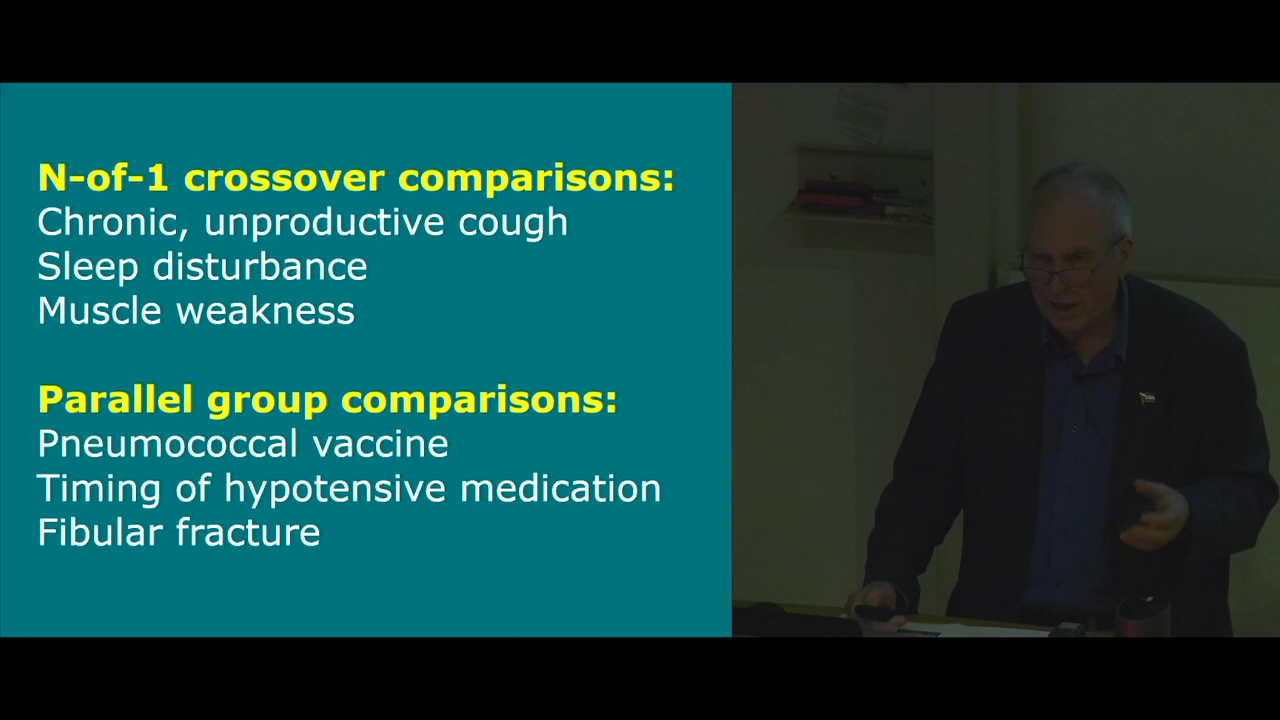 N-of-1 crossover comparisons:
Chronic, unproductive cough
Sleep disturbance
Muscle weakness
Parallel group comparisons:
Pneumococcal vaccine
Timing of hypotensive medication
Fibular fracture